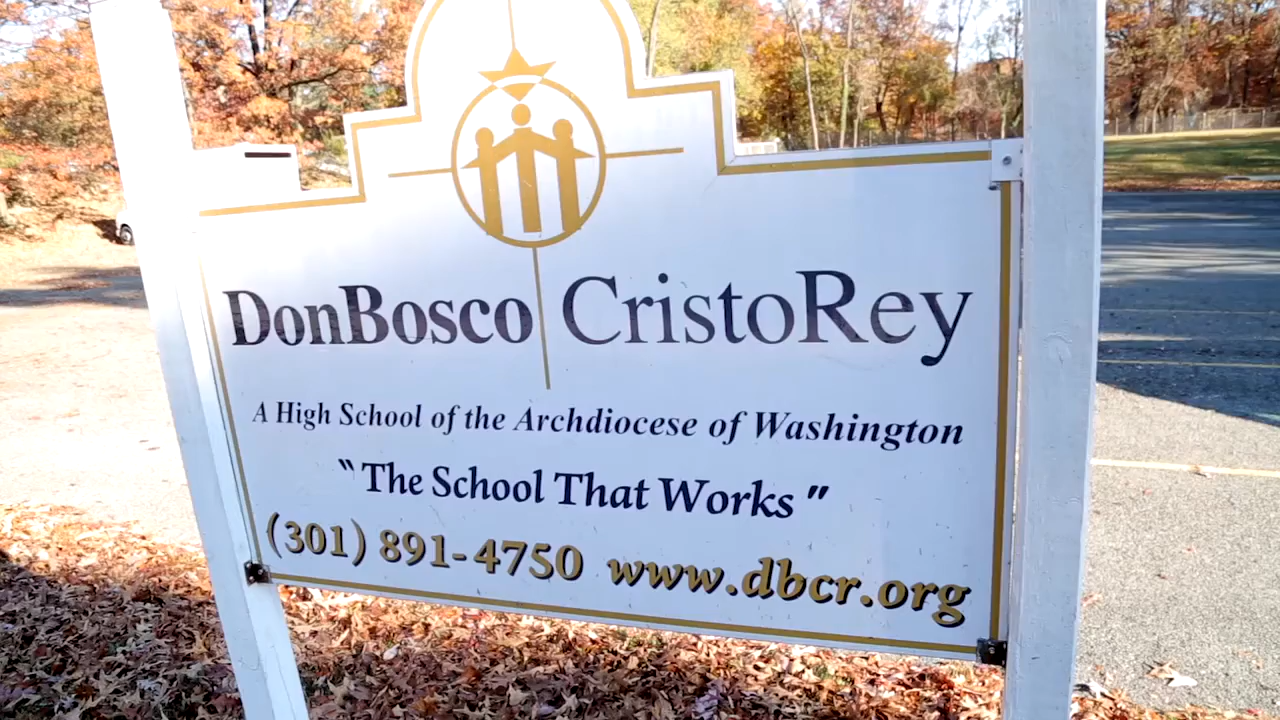 DonBosco CristoRey
A High School of the Archdiocese of Washington
"The School That Works"
(301) 891-4750 www.dbcr.org